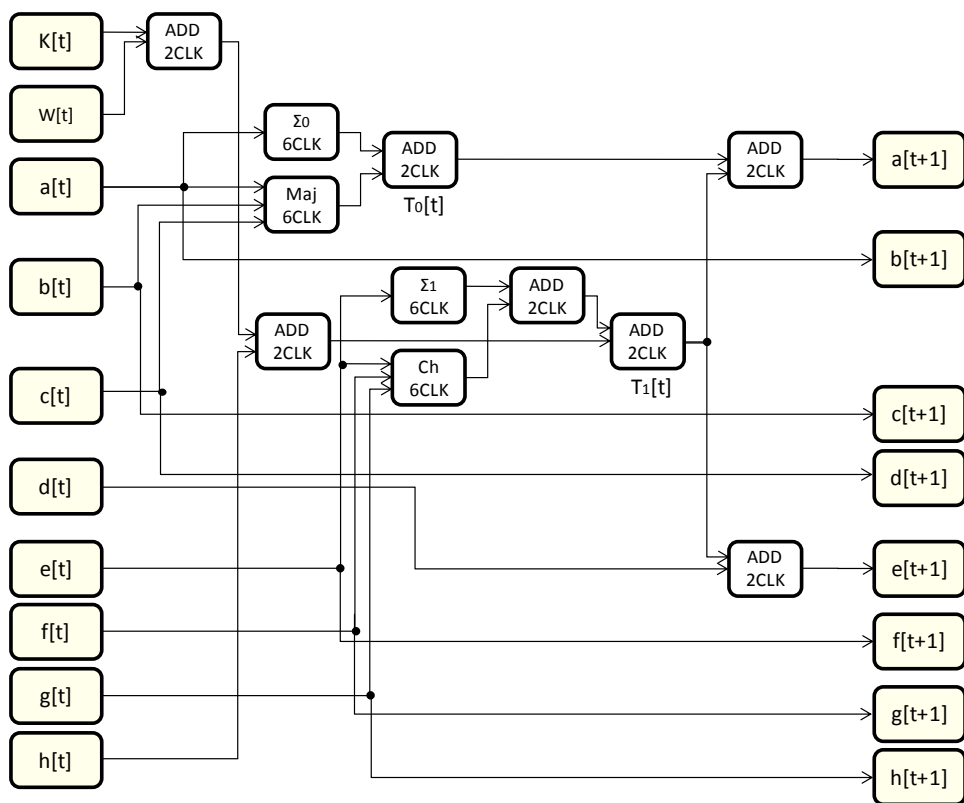 K[t]
ADD
2CLK
W[t]
Σ0
6CLK
ADD
2CLK
ADD
2CLK
a[t+1]
a[t]
Maj
6CLK
T0[t]
b[t]
b[t+1]
Σ1
6CLK
ADD
2CLK
ADD
2CLK
ADD
2CLK
Ch
6CLK
T1[t]
c[t]
c[t+1]
d[t]
d[t+1]
e[t]
ADD
2CLK
e[t+1]
f[t]
f[t+1]
g[t]
g[t+1]
h[t]
h[t+1]